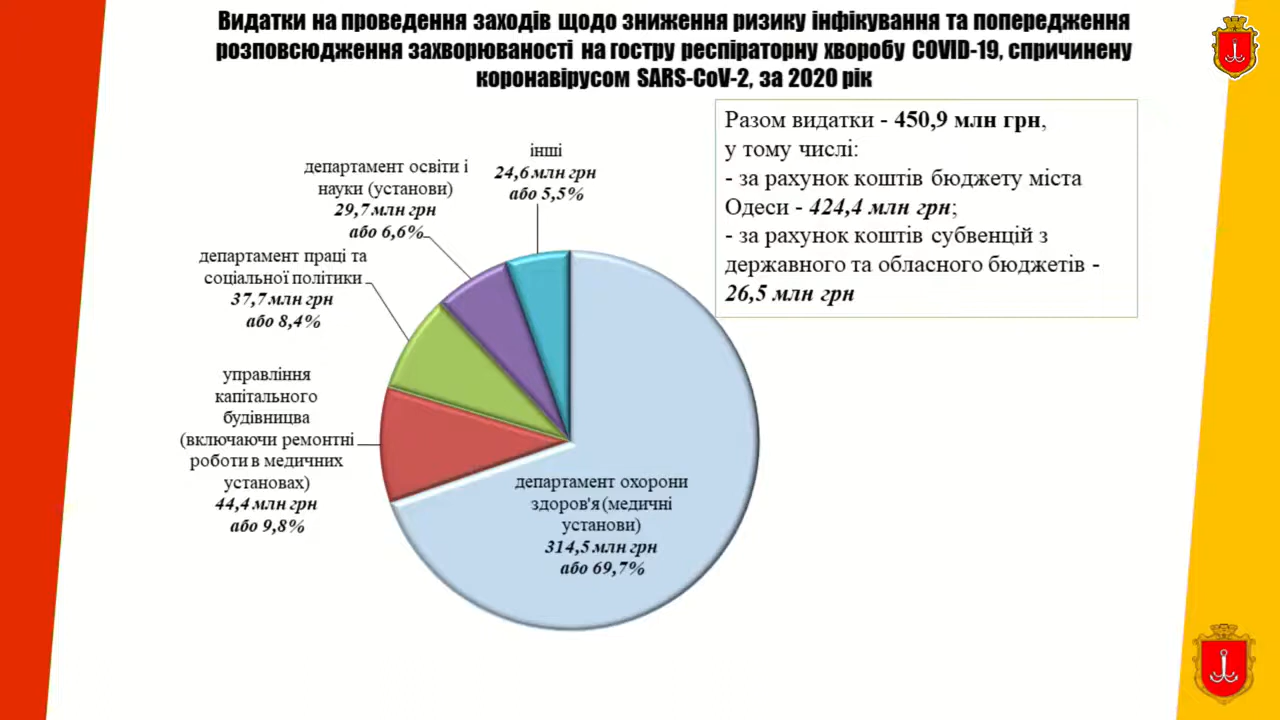 Видатки на проведення заходів щодо зниження ризику інфікування та попередження
розповсюдження захворюваності на гостру респіраторну хворобу COVID-19, спричинену
коронавірусом SARS-CoV-2, за 2020 рік
Разом видатки - 450,9 млн грн,
у тому числі:
- за рахунок коштів бюджету міста
Одеси - 424,4 млн грн;
- за рахунок коштів субвенцій з
державного та обласного бюджетів -
26,5 млн грн
інші
24,6 млн грн
або 5,5%
департамент освіти і
науки (установи)
29,7 млн грн
або 6,6%
департамент праці та
соціальної політики
37,7 млн грн
або 8,4%
управління
капітального
будівницва
(включаючи ремонтні
роботи в медичних
установах)
44,4 млн грн
або 9,8%
департамент охорони
здоров'я (медичні
установи)
314,5 млн грн
або 69,7%